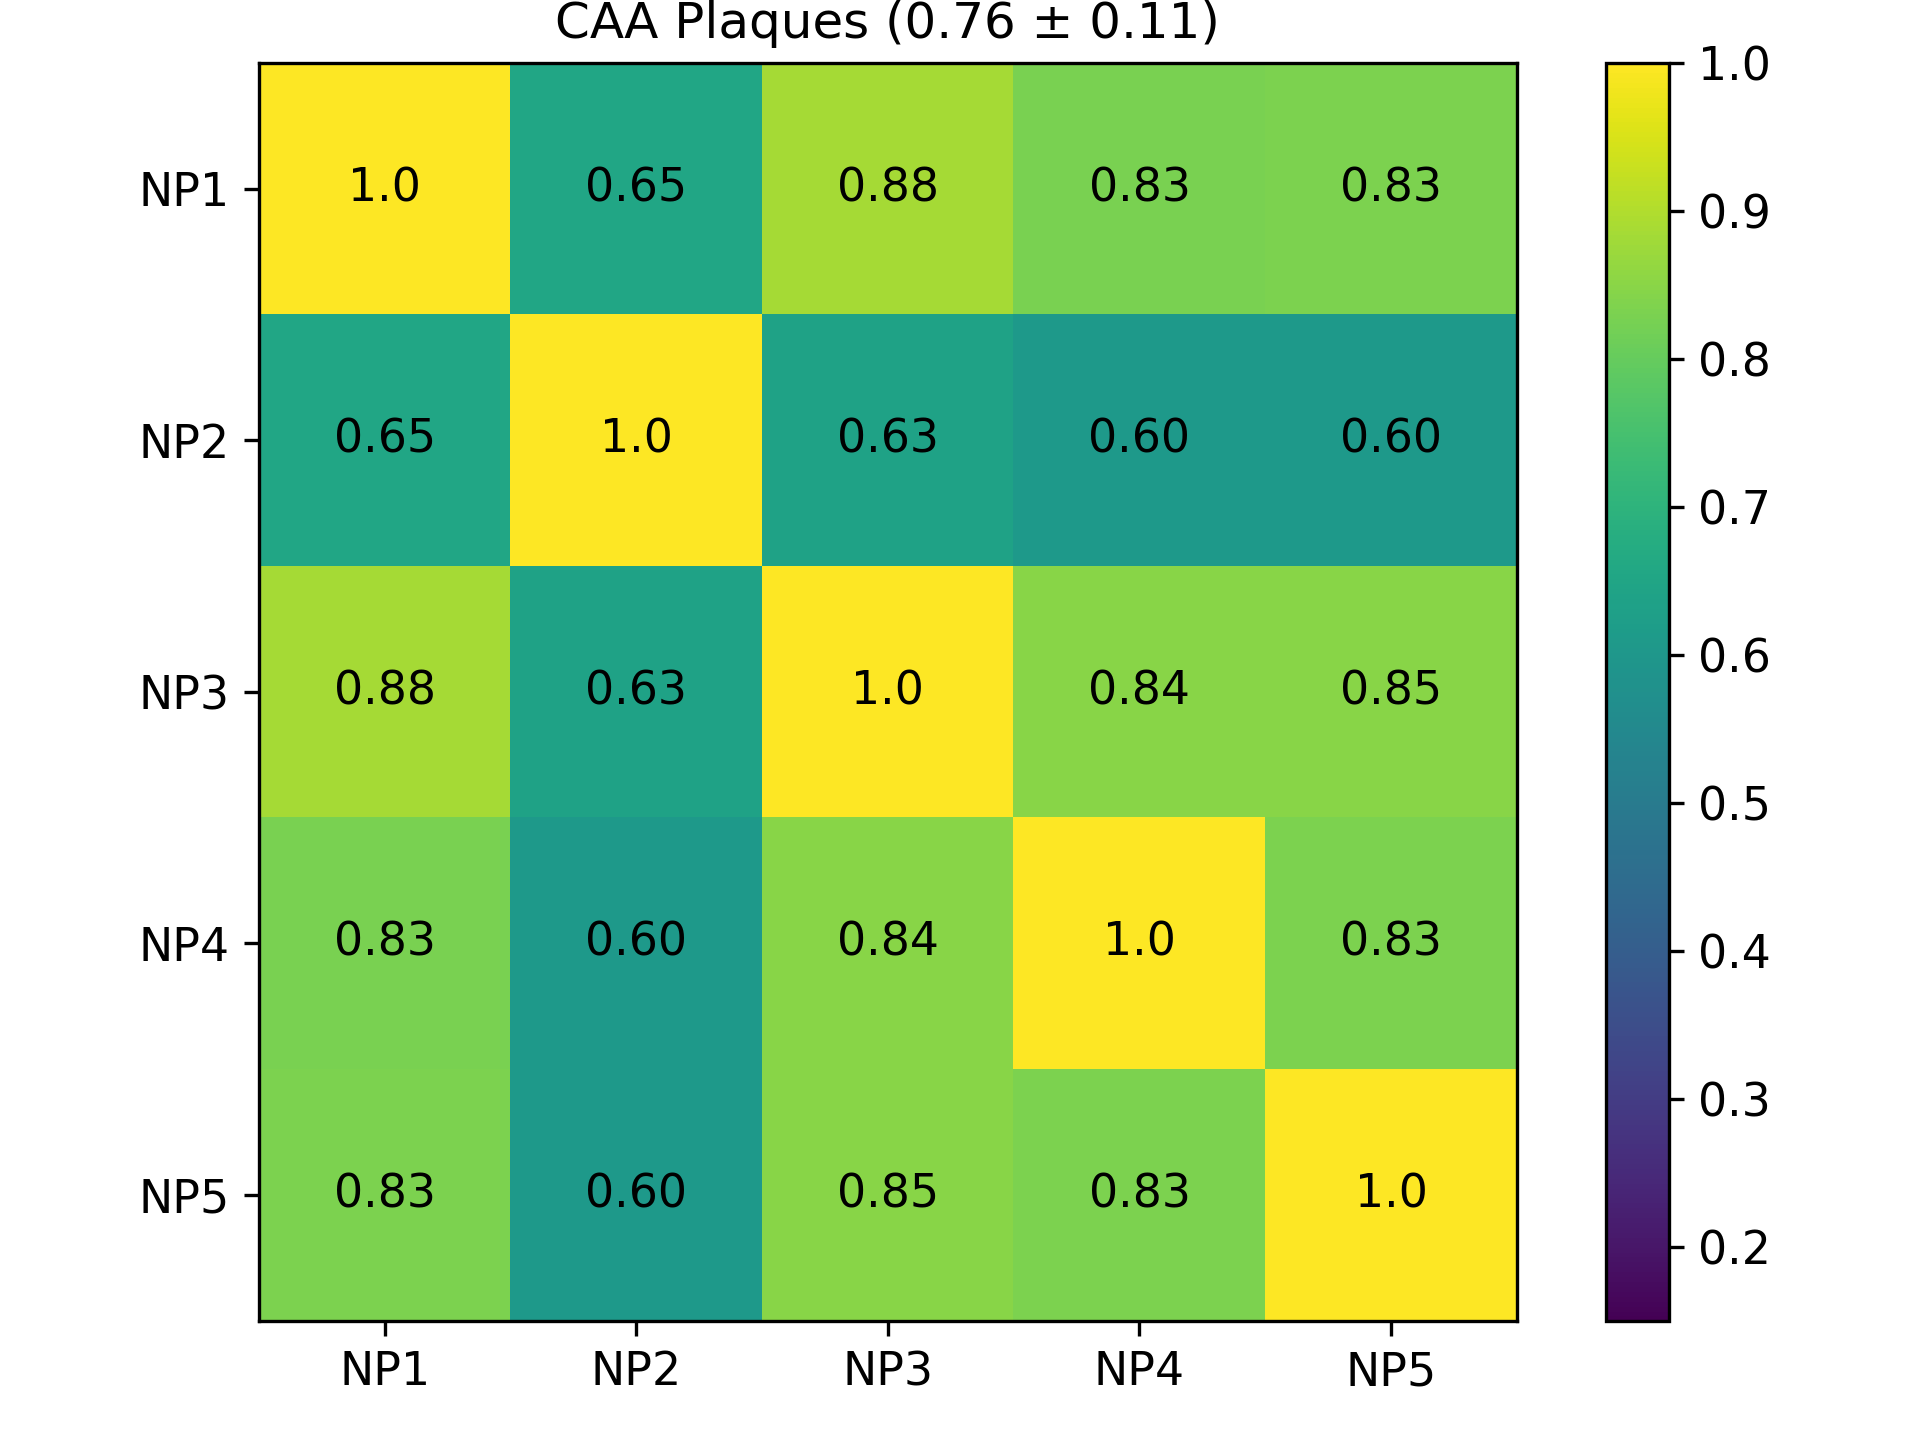 CAA Plaques (0.76 ± 0.11)
NP1 1.0 0.65 0.88 0.83 0.83
NP2 0.65 1.0 0.63 0.60 0.60
NP3 0.88 0.63 1.0 0.84 0.85
NP4 0.83 0.60 0.84 1.0 0.83
NP5 0.83 0.60 0.85 0.83 1.0
NP1 NP2 NP3 NP4 NP5
1.0
0.9
0.8
0.7
0.6
0.5
0.4
0.3
0.2